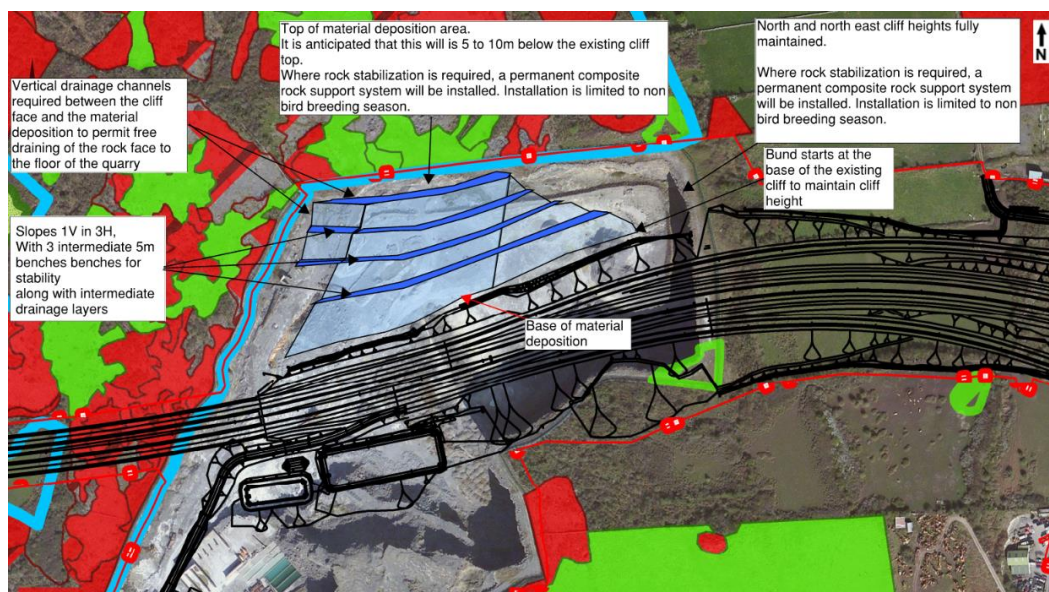 Top of material deposition area.
It is anticipated that this will is 5 to 10m below the existing cliff
top.
Where rock stabilization is required, a permanent composite
rock support system will be installed. Installation is limited to non
bird breeding season.
North and north east cliff heights fully
maintained.
Where rock stabilization is required, a
permanent composite rock support system
will be installed. Installation is limited to non
bird breeding season.
N
Vertical drainage channels
required between the cliff
face and the material
deposition to permit free
draining of the rock face to
the floor of the quarry
Bund starts at the
base of the existing
cliff to maintain cliff
height
Slopes 1V in 3H,
With 3 intermediate 5m
benches benches for
stability
along with intermediate
drainage layers
Base of material
deposition